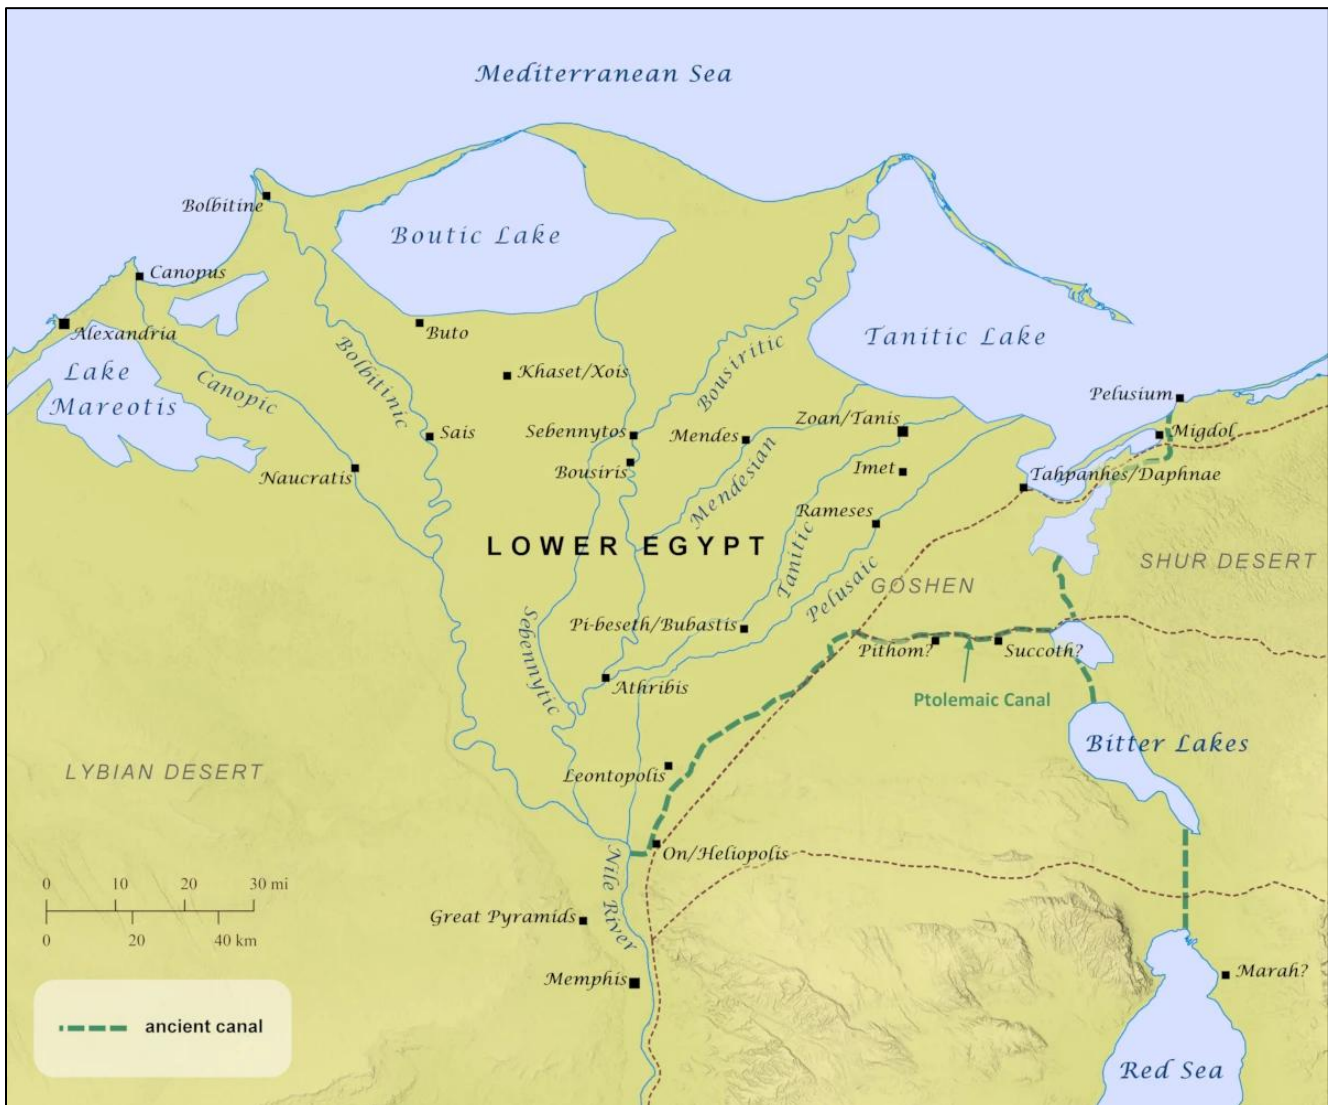 Mediterranean Sea
Bolbitine
Boutic Lake
Canopus
Alexandria
Buto
Tanitic Lake
Lake
Mareotis
Canopic
Bolbitinic
Khaset/Xois
Bousiritic
Pelusium
Zoan/Tanis
Sais
Sebennytos
Mendes
Migdol
Naucratis
Bousiris
Mendesian
Imet
Tahpanhes/Daphnae
Rameses
LOWER EGYPT
Tanitic
Pelusaic
GOSHEN
SHUR DESERT
Sebennytic
Pi-beseth/Bubastis
Pithom?
Succoth?
Athribis
Ptolemaic Canal
LYBIAN DESERT
Leontopolis
Bitter Lakes
On/Heliopolis
Nile River
0 10 20 30 mi
0 20 40 km
Great Pyramids
Memphis
Marah?
ancient canal
Red Sea